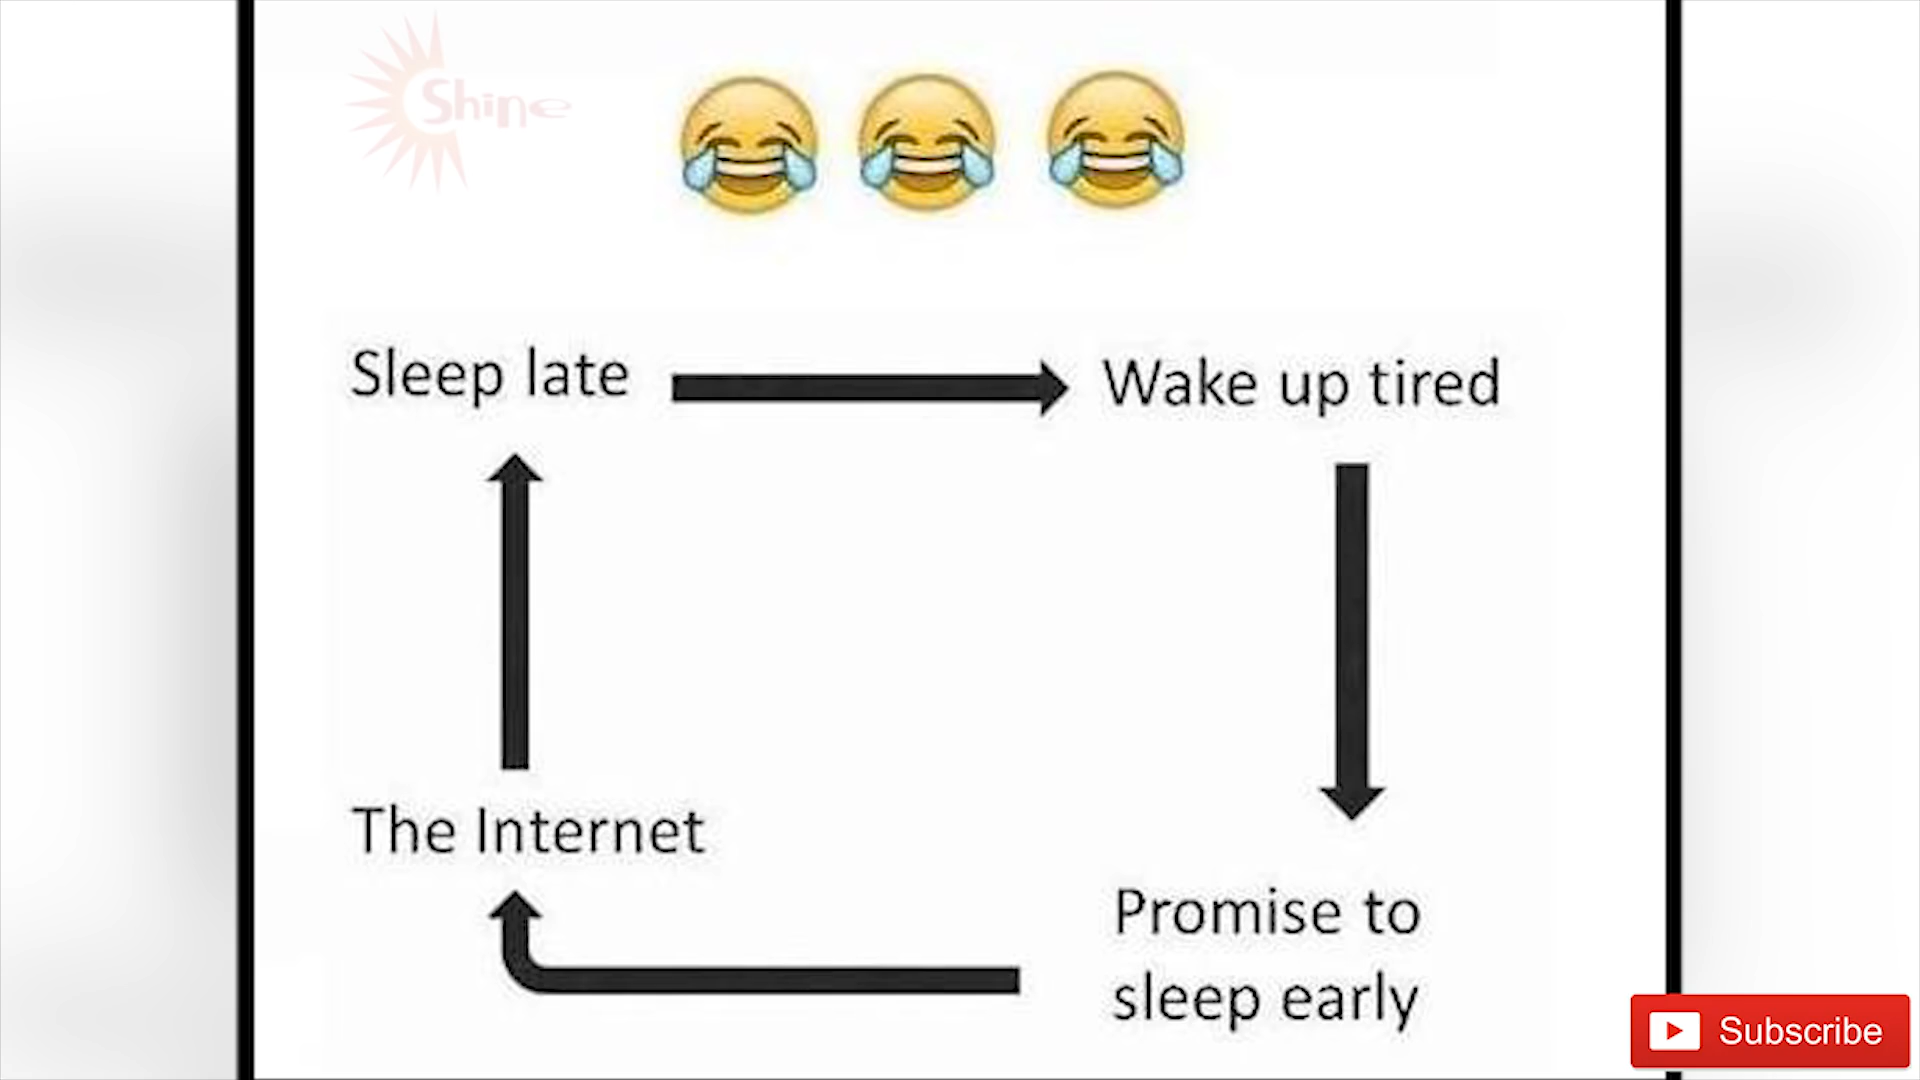 Shine
Sleep late
Wake up tired
The Internet
Promise to
sleep early
Subscribe